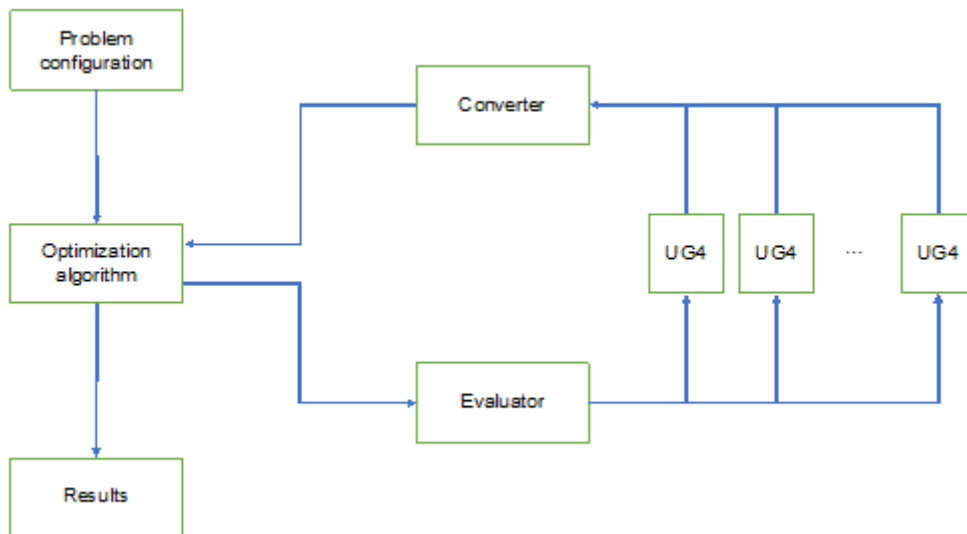 Problem
configuration
Converter
Optimization
algorithm
UG4
UG4
...
UG4
Evaluator
Results